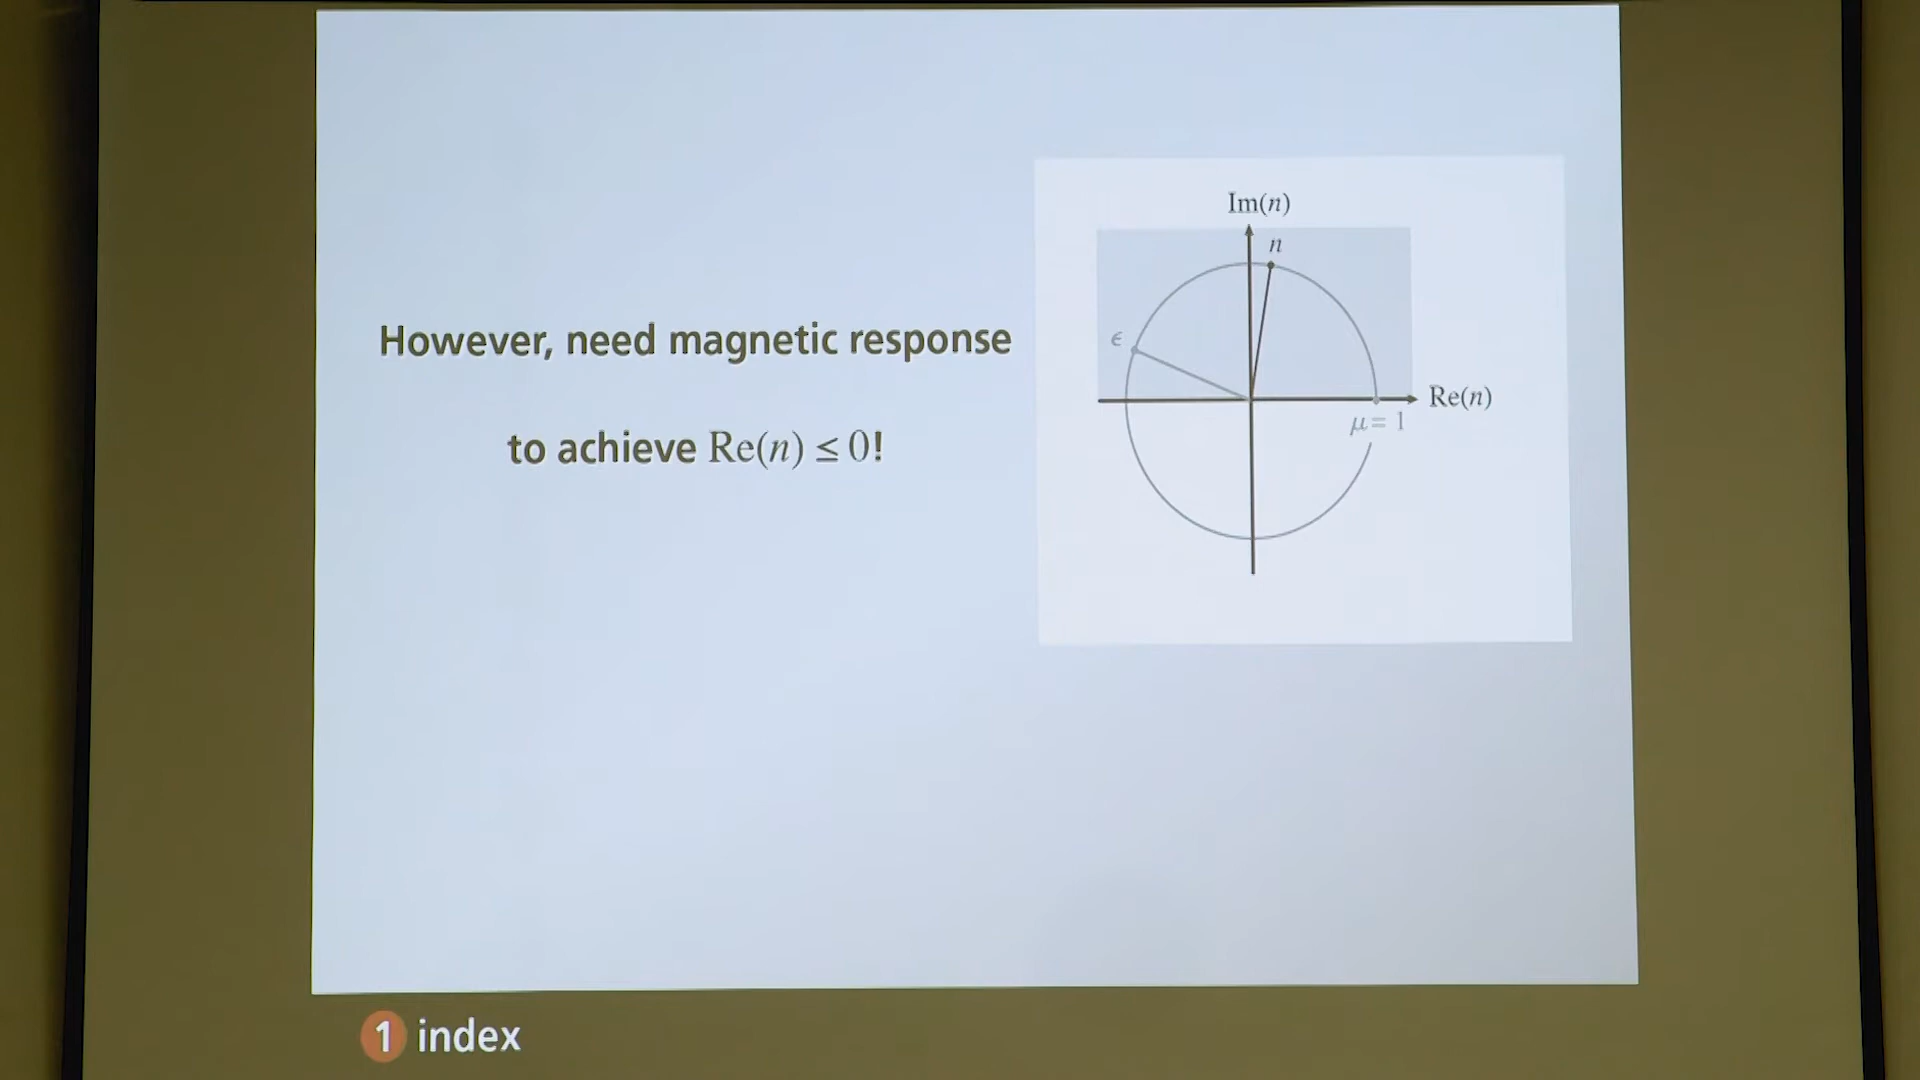 However, need magnetic response
to achieve Re(n) ≤ 0!
Im(n)
n
ϵ
Re(n)
μ = 1
1 index